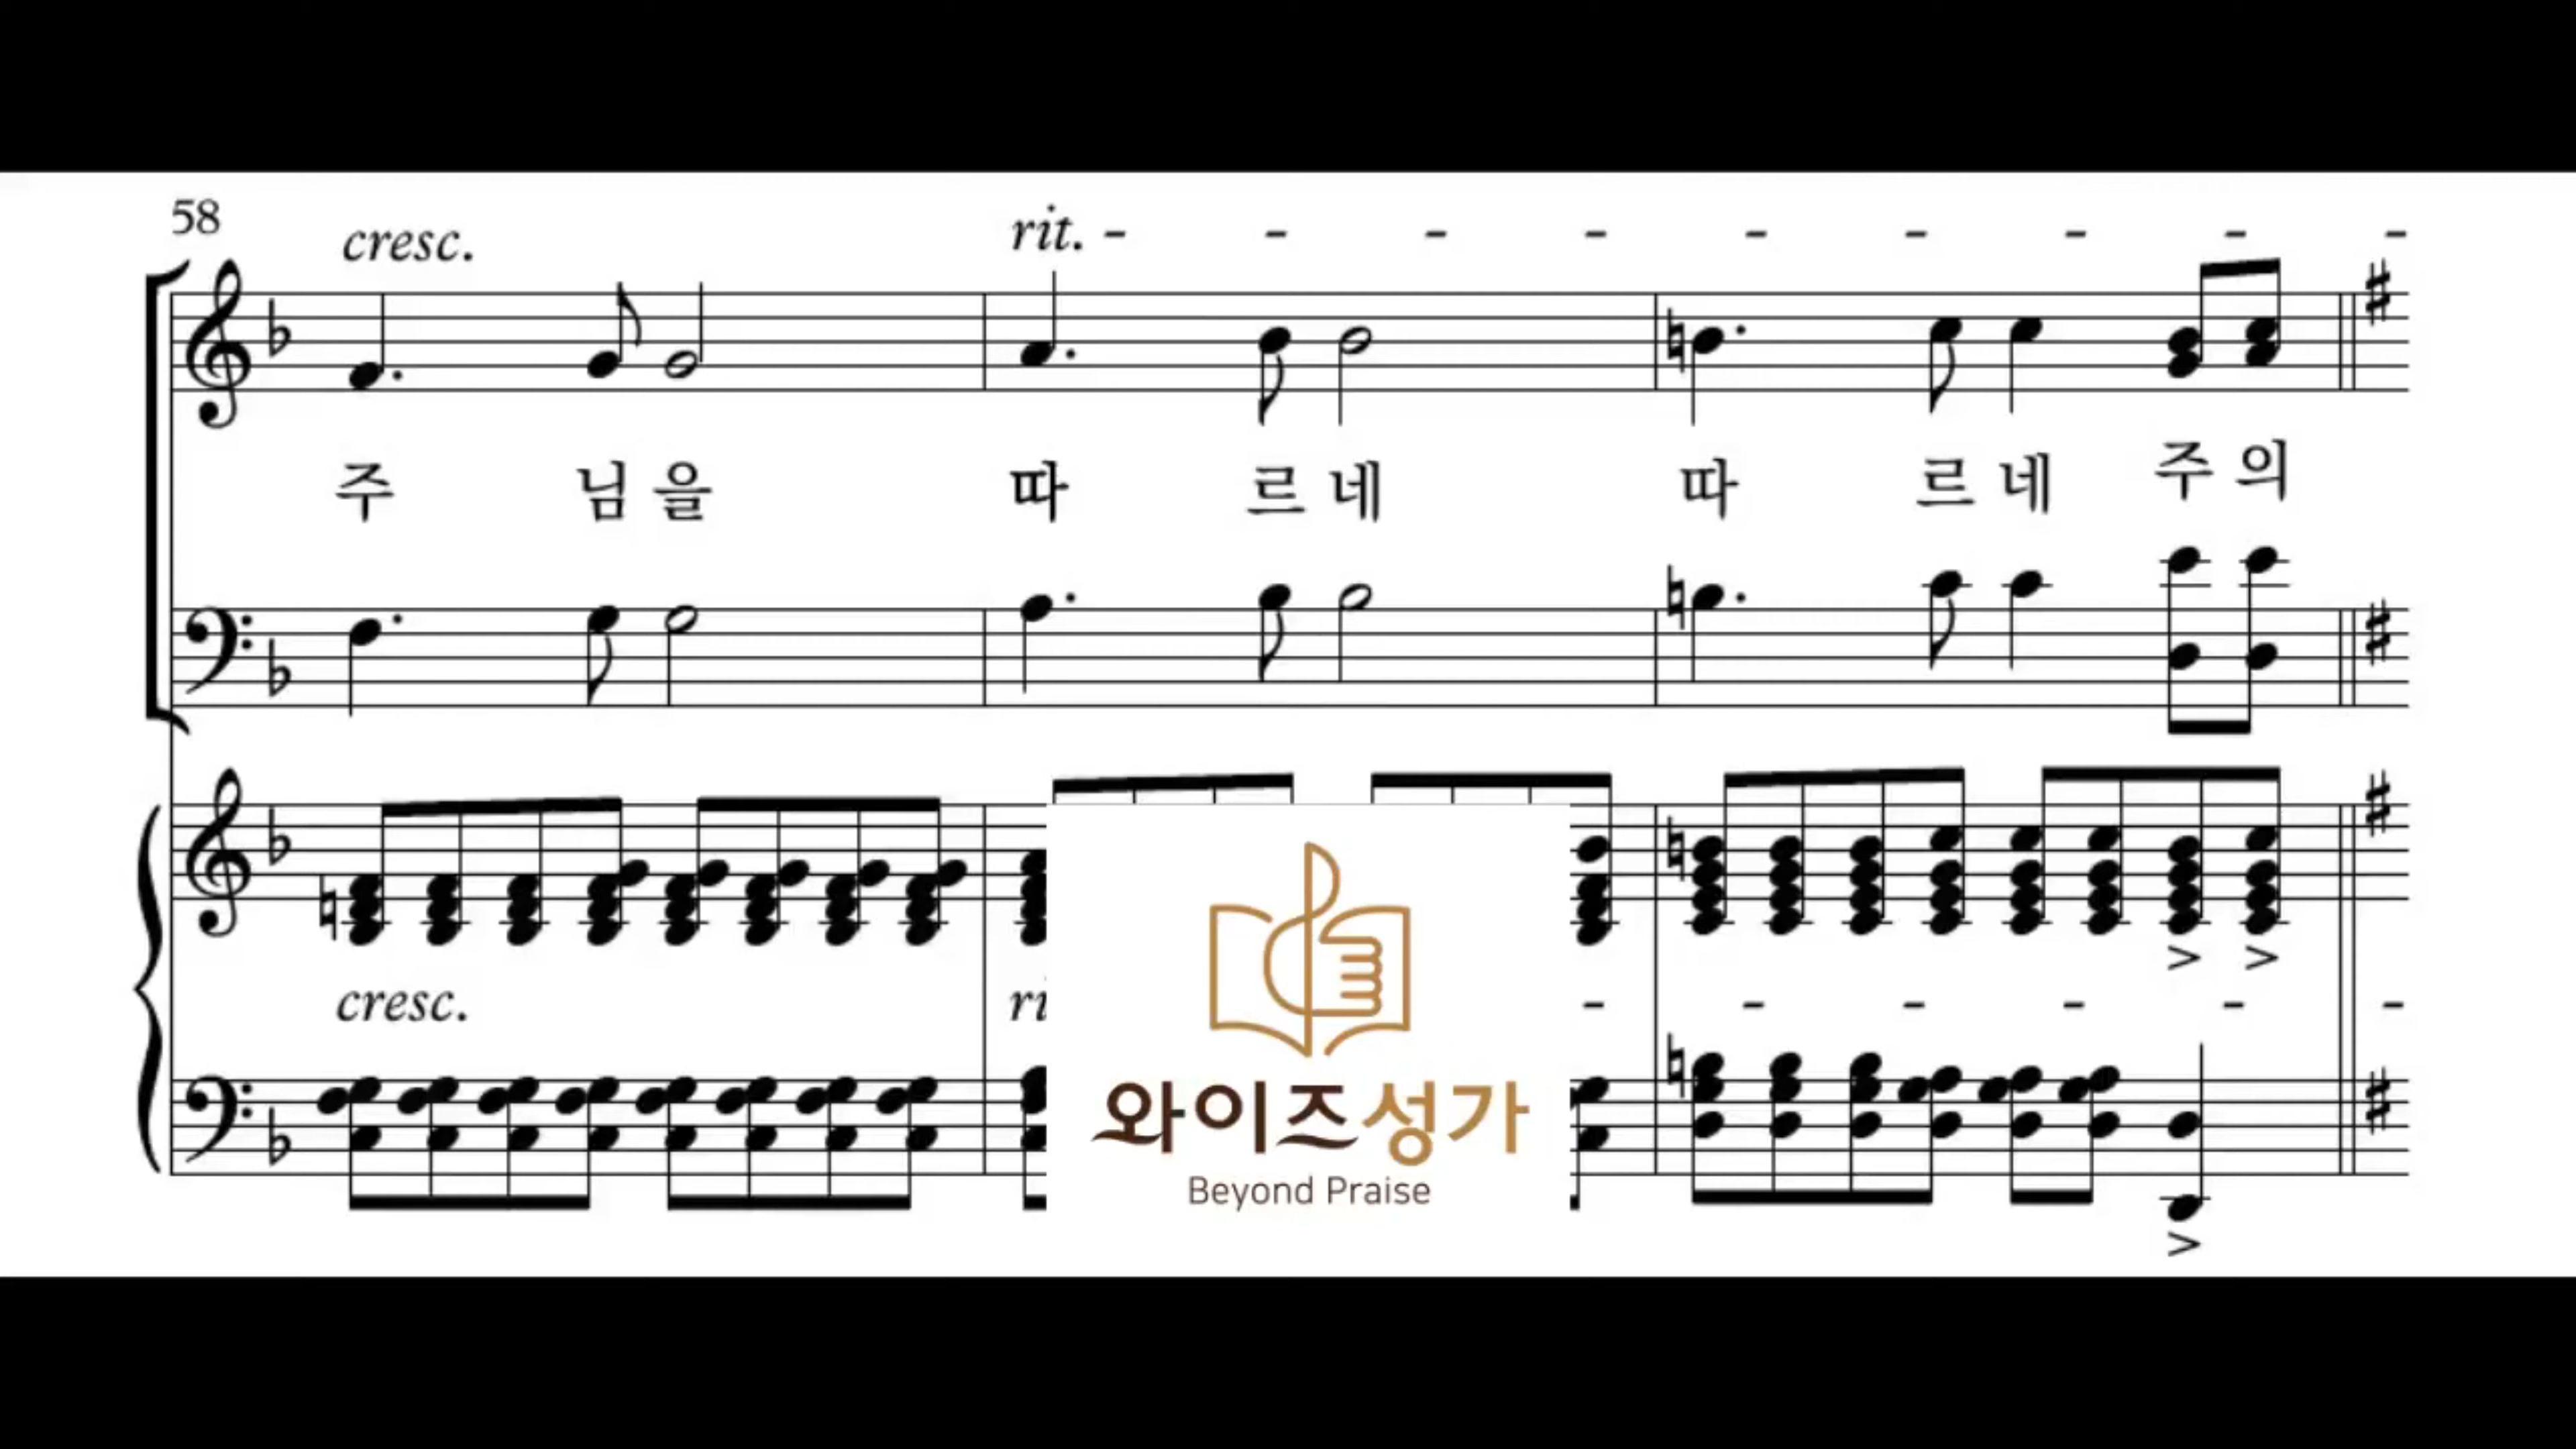 58
cresc.
rit. - - - - - - - - -
주 님 을 따 르 네 따 르 네 주 의
cresc.
ri - - - - - -
와이즈성가
Beyond Praise